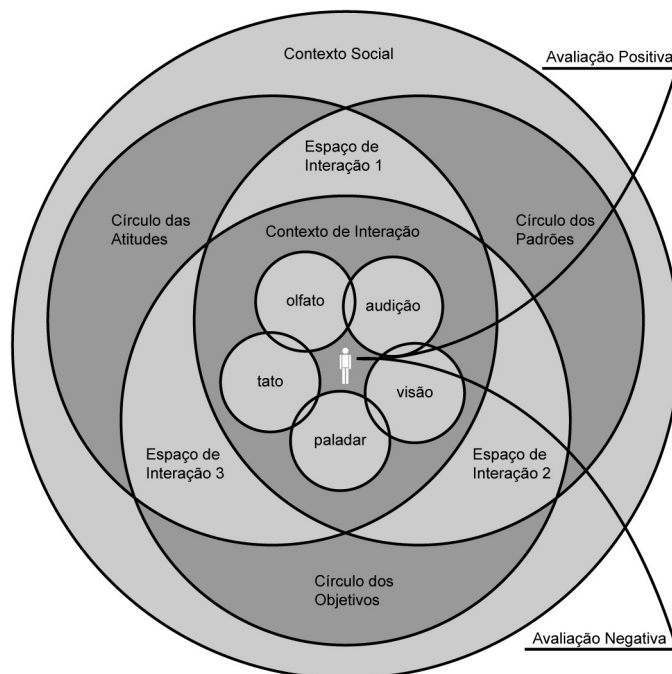 Contexto Social
Avaliação Positiva
Espaço de
Interação 1
Círculo das
Atitudes
Contexto de Interação
Círculo dos
Padrões
olfato
audição
tato
visão
paladar
Espaço de
Interação 3
Espaço de
Interação 2
Círculo dos
Objetivos
Avaliação Negativa